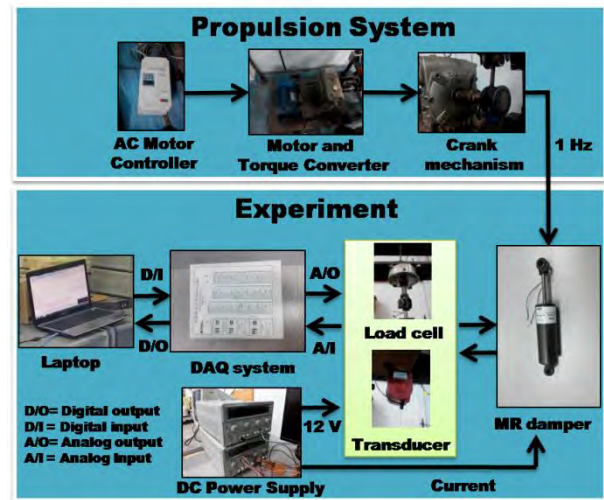 Propulsion System
AC Motor
Controller
Motor and
Torque Converter
Crank
mechanism
1 Hz
Experiment
D/I
D/O
A/O
A/I
Laptop
DAQ system
Load cell
Transducer
MR damper
D/O= Digital output
D/I = Digital input
A/O= Analog output
A/I = Analog Input
12 V
DC Power Supply
Current